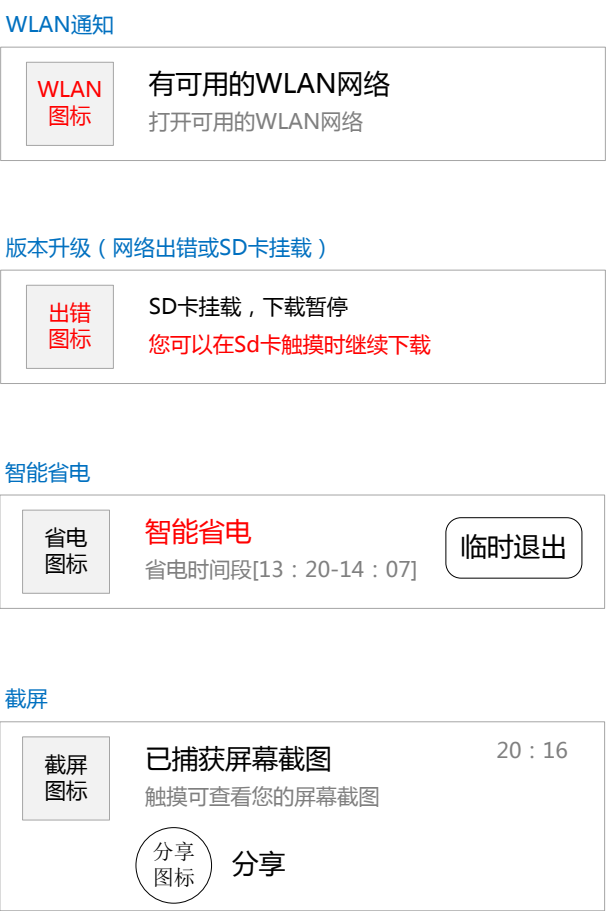 WLAN通知
WLAN
图标
有可用的WLAN网络
打开可用的WLAN网络
版本升级（网络出错或SD卡挂载）
出错
图标
SD卡挂载，下载暂停
您可以在Sd卡触摸时继续下载
智能省电
省电
图标
智能省电
省电时间段[13：20-14：07]
临时退出
截屏
截屏
图标
已捕获屏幕截图
20：16
触摸可查看您的屏幕截图
分享
图标
分享